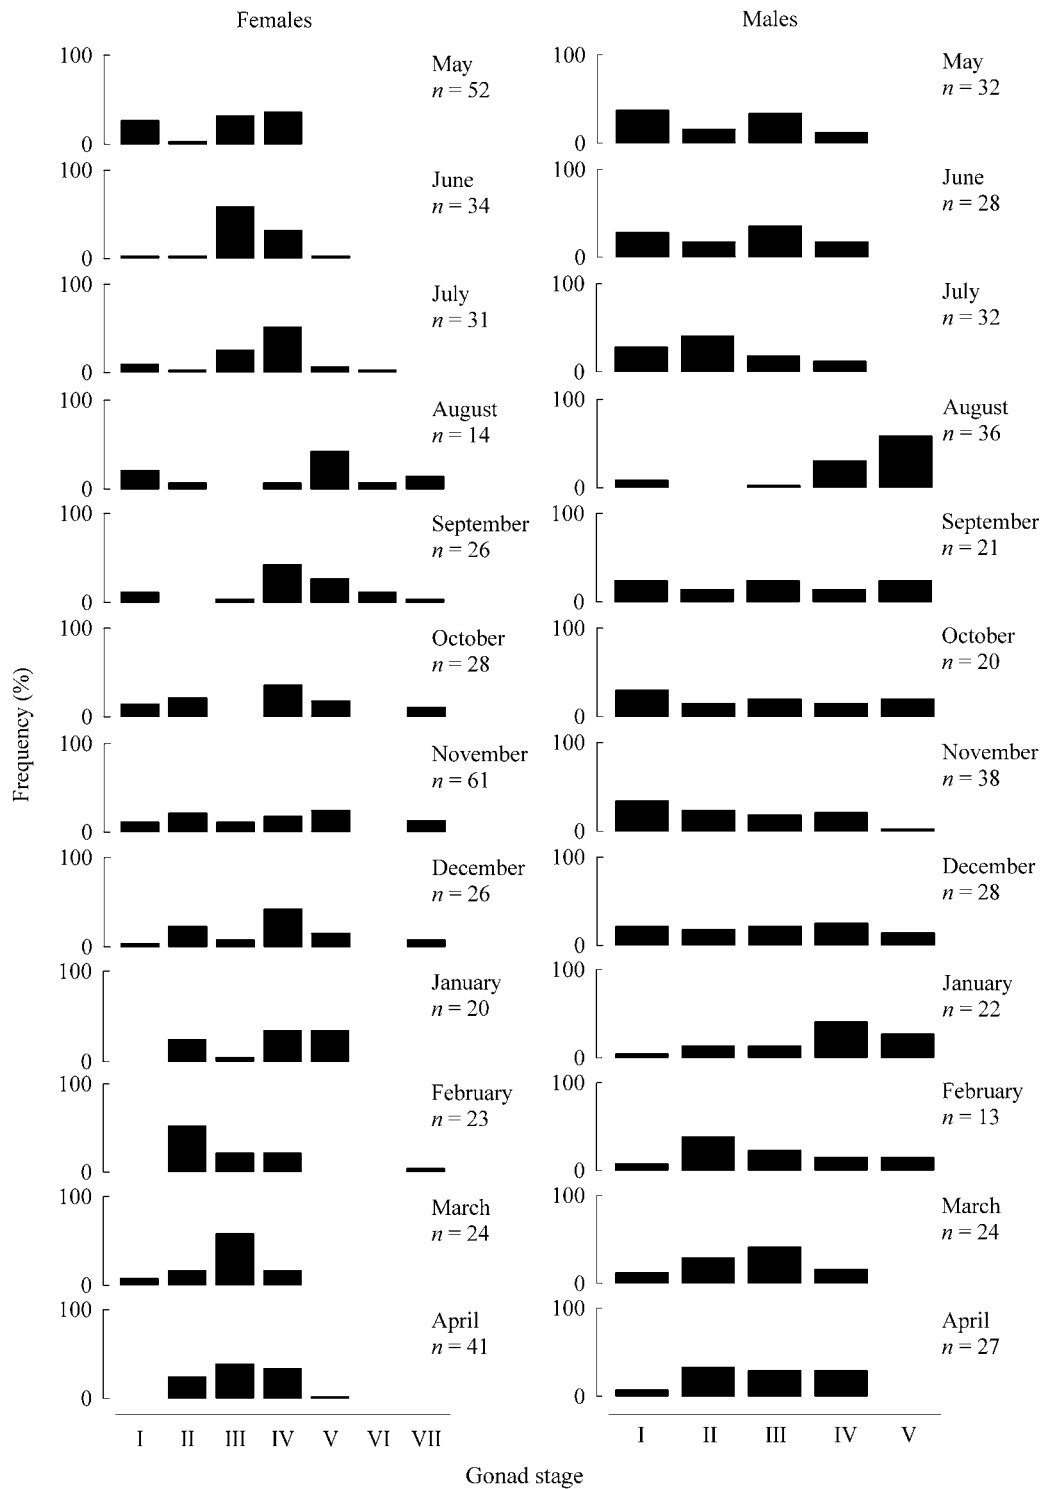 Females
Males
100
0
May
n = 52
100
0
May
n = 32
100
0
June
n = 34
100
0
June
n = 28
100
0
July
n = 31
100
0
July
n = 32
100
0
August
n = 14
100
0
August
n = 36
100
0
September
n = 26
100
0
September
n = 21
100
0
October
n = 28
100
0
October
n = 20
100
0
November
n = 61
100
0
November
n = 38
100
0
December
n = 26
100
0
December
n = 28
100
0
January
n = 20
100
0
January
n = 22
100
0
February
n = 23
100
0
February
n = 13
100
0
March
n = 24
100
0
March
n = 24
100
0
April
n = 41
100
0
April
n = 27
Frequency (%)
I II III IV V VI VII
I II III IV V
Gonad stage